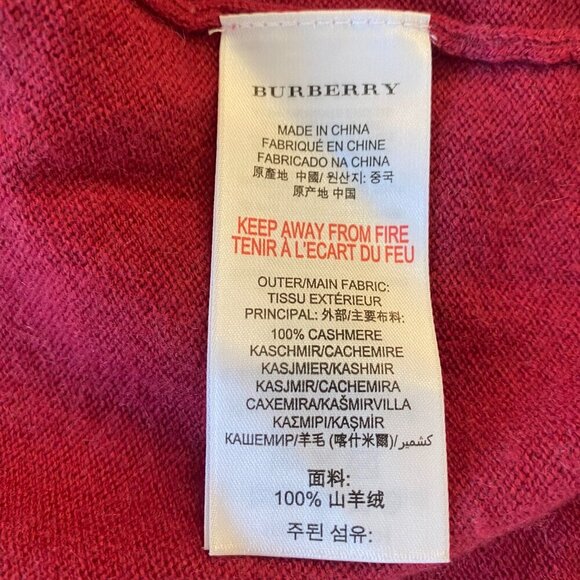 BURBERRY
MADE IN CHINA
FABRIQUÉ EN CHINE
FABRICADO NA CHINA
原產地 中國/ 원산지: 중국
原产地 中国
KEEP AWAY FROM FIRE
TENIR À L'ECART DU FEU
OUTER/MAIN FABRIC:
TISSU EXTÉRIEUR
PRINCIPAL: 外部/主要布料:
100% CASHMERE
KASCHMIR/CACHEMIRE
KASJMIER/KASHMIR
KASJMIR/CACHEMIRA
CAXEMIRA/KAŠMIRVILLA
ΚΑΣΜΙΡΙ/KAŞMİR
КАШЕМИР/羊毛 (喀什米爾)/كشمير
面料:
100% 山羊绒
주된 섬유: